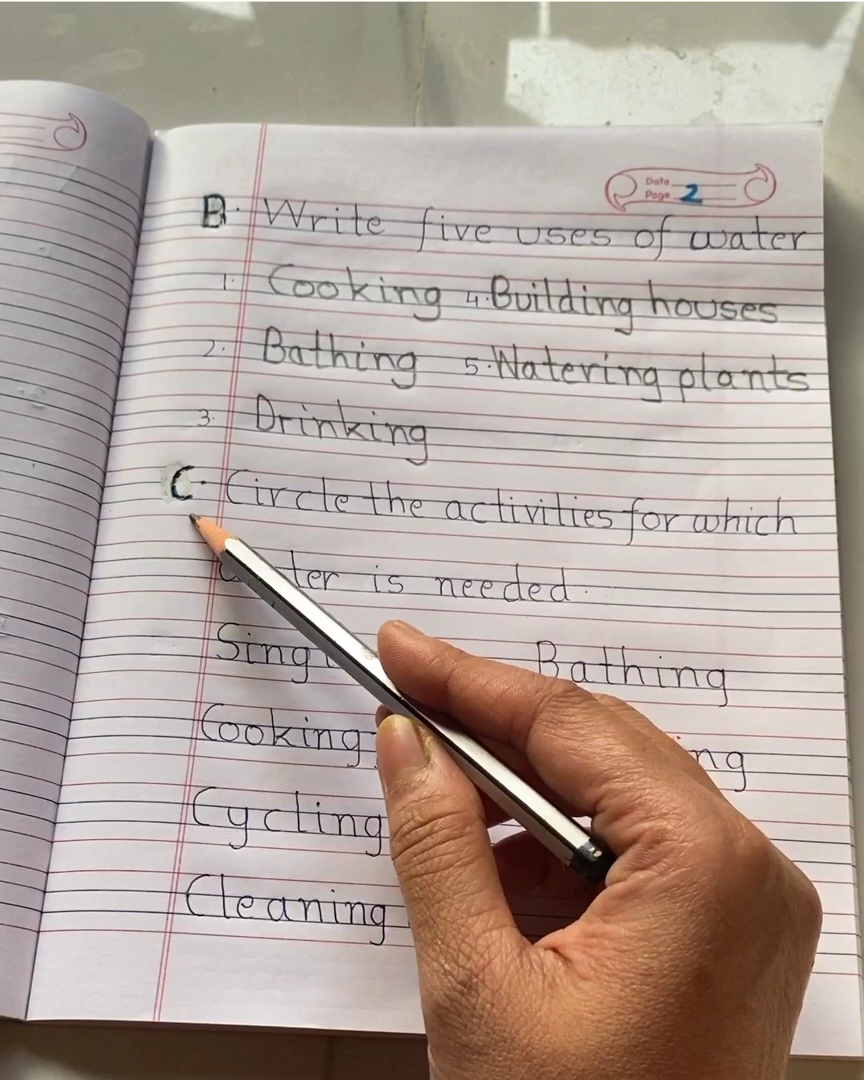 Date
Page 2
B. Write five uses of water
1. Cooking 4. Building houses
2. Bathing 5. Watering plants
3. Drinking
C. Circle the activities for which
is needed.
Bathing
Cooking
Cycling
Cleaning